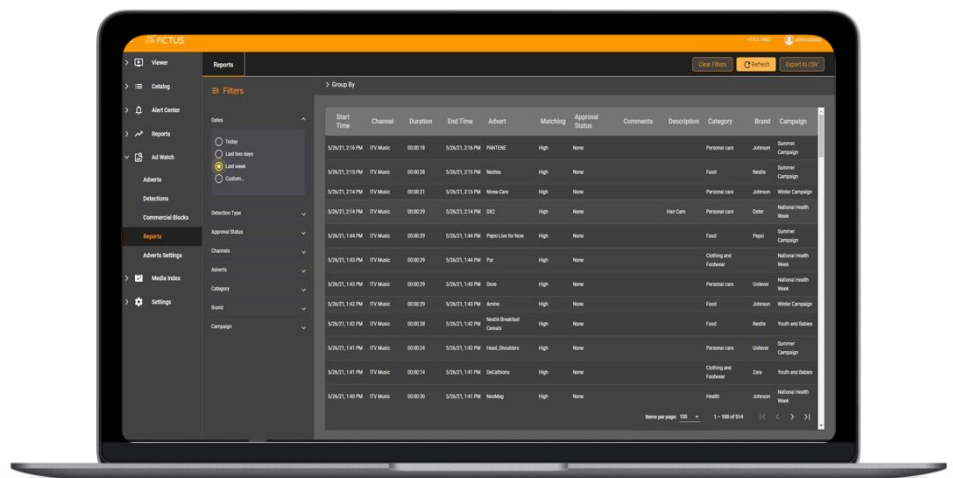 ACTUS
Viewer
Catalog
Alert Center
Reports
Ad Watch
Adverts
Detections
Commercial Blocks
Reports
Adverts Settings
Media Index
Settings
Reports
Clear Filters
Refresh
Export to CSV
Filters
Dates
Today
Last two days
Last week
Custom...
Detection Type
Approval Status
Channels
Adverts
Category
Brand
Campaign
Group By
Start Time Channel Duration End Time Advert Matching Approval Status Comments Description Category Brand Campaign
5/26/21, 2:16 PM ITV Music 00:00:18 5/26/21, 2:16 PM PANTENE High None Personal care Johnson Summer Campaign
5/26/21, 2:15 PM ITV Music 00:00:28 5/26/21, 2:15 PM Nestea High None Food Nestle Summer Campaign
5/26/21, 2:14 PM ITV Music 00:00:21 5/26/21, 2:15 PM Nivea-Care High None Personal care Johnson Winter Campaign
5/26/21, 2:14 PM ITV Music 00:00:29 5/26/21, 2:14 PM High None Hair Care Personal care Oster National Health Week
5/26/21, 1:44 PM ITV Music 00:00:29 5/26/21, 1:44 PM Pepsi-Live for Now High None Food Pepsi Summer Campaign
5/26/21, 1:43 PM ITV Music 00:00:29 5/26/21, 1:44 PM Pur High None Clothing and Footwear National Health Week
5/26/21, 1:43 PM ITV Music 00:00:29 5/26/21, 1:43 PM Dove High None Personal care Unilever National Health Week
5/26/21, 1:42 PM ITV Music 00:00:29 5/26/21, 1:43 PM Amino High None Food Johnson Winter Campaign
5/26/21, 1:42 PM ITV Music 00:00:28 5/26/21, 1:42 PM Nestlé Breakfast Cereals High None Food Nestle Youth and Babies
5/26/21, 1:41 PM ITV Music 00:00:24 5/26/21, 1:42 PM Head_Shoulders High None Personal care Unilever Summer Campaign
5/26/21, 1:41 PM ITV Music 00:00:14 5/26/21, 1:41 PM DeCathlons High None Clothing and Footwear Zara Youth and Babies
5/26/21, 1:40 PM ITV Music 00:00:30 5/26/21, 1:41 PM NeoMag High None Health Johnson National Health Week
Items per page: 100 1 – 100 of 514